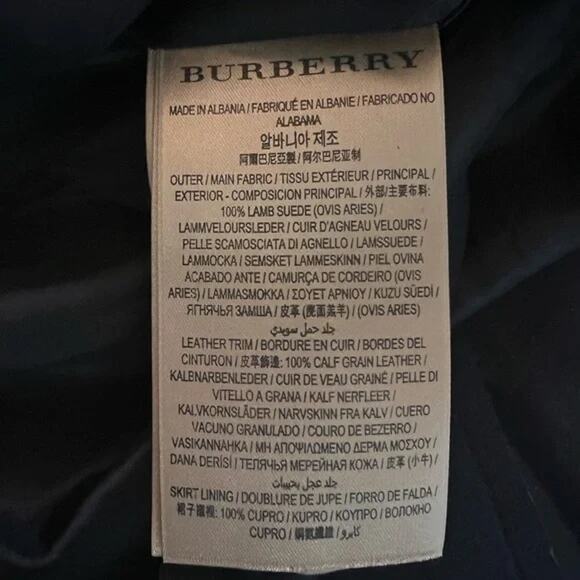 BURBERRY
MADE IN ALBANIA / FABRIQUÉ EN ALBANIE / FABRICADO NO
ALABAMA
알바니아 제조
阿爾巴尼亞製 / 阿尔巴尼亚制
OUTER / MAIN FABRIC / TISSU EXTÉRIEUR / PRINCIPAL /
EXTERIOR - COMPOSICION PRINCIPAL / 外部/主要布料:
100% LAMB SUEDE (OVIS ARIES) /
LAMMVELOURSLEDER / CUIR D'AGNEAU VELOURS /
PELLE SCAMOSCIATA DI AGNELLO / LAMSSUEDE /
LAMMOCKA / SEMSKET LAMMESKINN / PIEL OVINA
ACABADO ANTE / CAMURÇA DE CORDEIRO (OVIS
ARIES) / LAMMASMOKKA / ΣΟΥΕΤ ΑΡΝΙΟΥ / KUZU SÜEDİ /
ЯГНЯЧЬЯ ЗАМША / 皮革 (麂面羔羊) / (OVIS ARIES)
جلد حمل سويدي
LEATHER TRIM / BORDURE EN CUIR / BORDES DEL
CINTURON / 皮革飾邊: 100% CALF GRAIN LEATHER /
KALBNARBENLEDER / CUIR DE VEAU GRAINÉ / PELLE DI
VITELLO A GRANA / KALF NERFLEER /
KALVKORNSLÄDER / NARVSKINN FRA KALV / CUERO
VACUNO GRANULADO / COURO DE BEZERRO /
VASIKANNAHKA / ΜΗ ΑΠΟΨΙΛΩΜΕΝΟ ΔΕΡΜΑ ΜΟΣΧΟΥ /
DANA DERİSİ / ТЕЛЯЧЬЯ МЕРЕЙНАЯ КОЖА / 皮革 (小牛) /
جلد عجل بحبيبات
SKIRT LINING / DOUBLURE DE JUPE / FORRO DE FALDA /
裙子襯裡: 100% CUPRO / KUPRO / ΚΟΥΠΡΟ / ВОЛОКНО
CUPRO / 銅氨纖維 / كابرو